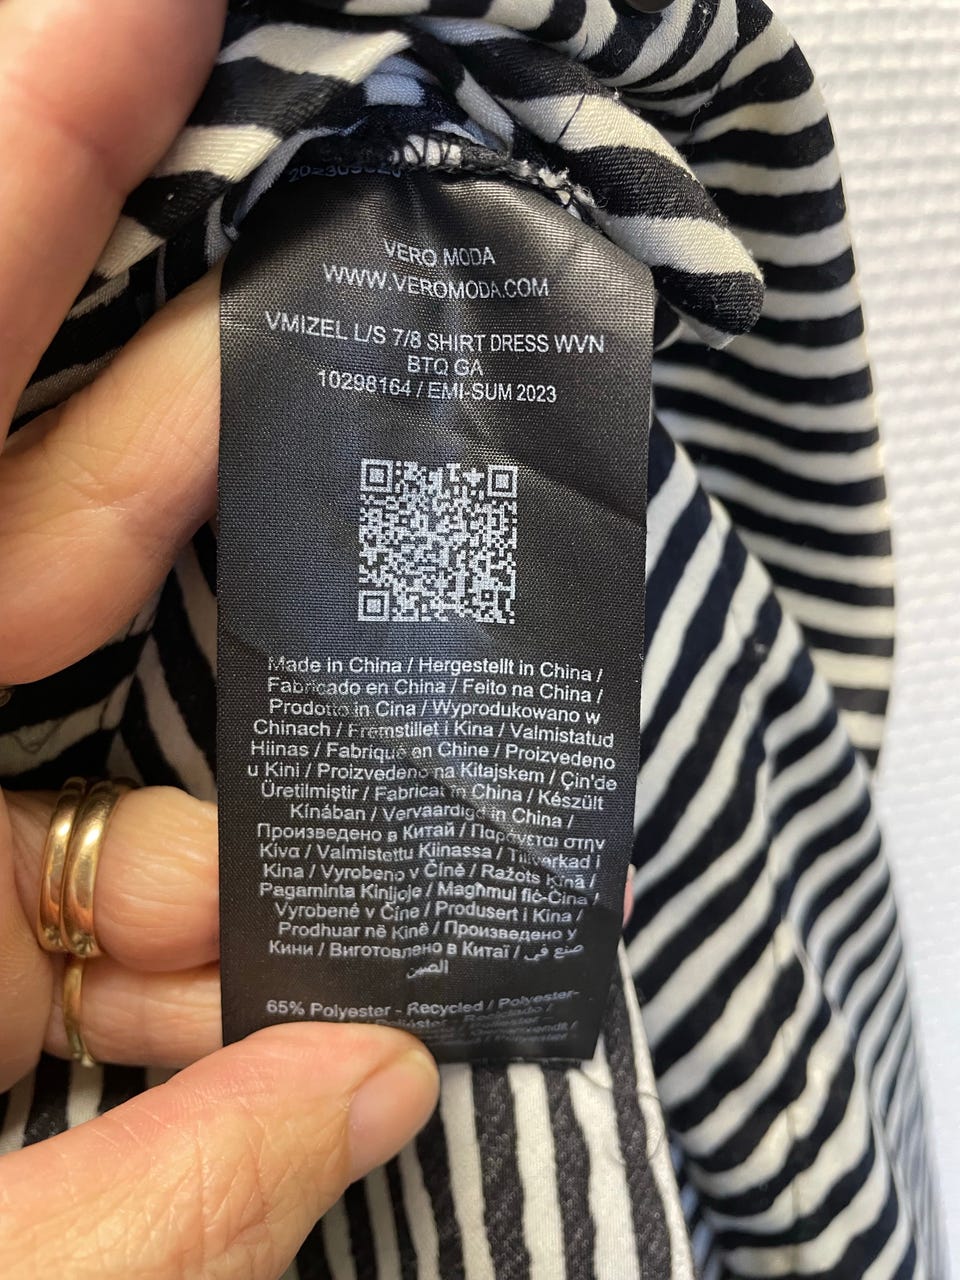 VERO MODA
WWW.VEROMODA.COM
VMIZEL L/S 7/8 SHIRT DRESS WVN
BTQ GA
10298164 / EMI-SUM 2023
Made in China / Hergestellt in China /
Fabricado en China / Feito na China /
Prodotto in Cina / Wyprodukowano w
Chinach / Fremstillet i Kina / Valmistatud
Hiinas / Fabriqué en Chine / Proizvedeno
u Kini / Proizvedeno na Kitajskem / Çin'de
Üretilmiştir / Fabricat în China / Készült
Kínában / Vervaardigd in China /
Произведено в Китай / Παράγεται στην
Κίνα / Valmistettu Kiinassa / Tillverkad i
Kina / Vyrobeno v Číně / Ražots Ķīnā /
Pagaminta Kinijoje / Magħmul fiċ-Ċina /
Vyrobené v Číne / Produsert i Kina /
Prodhuar në Kinë / Произведено у
Кини / Виготовлено в Китаї / صنع في
الصين
65% Polyester - Recycled / Polyester-